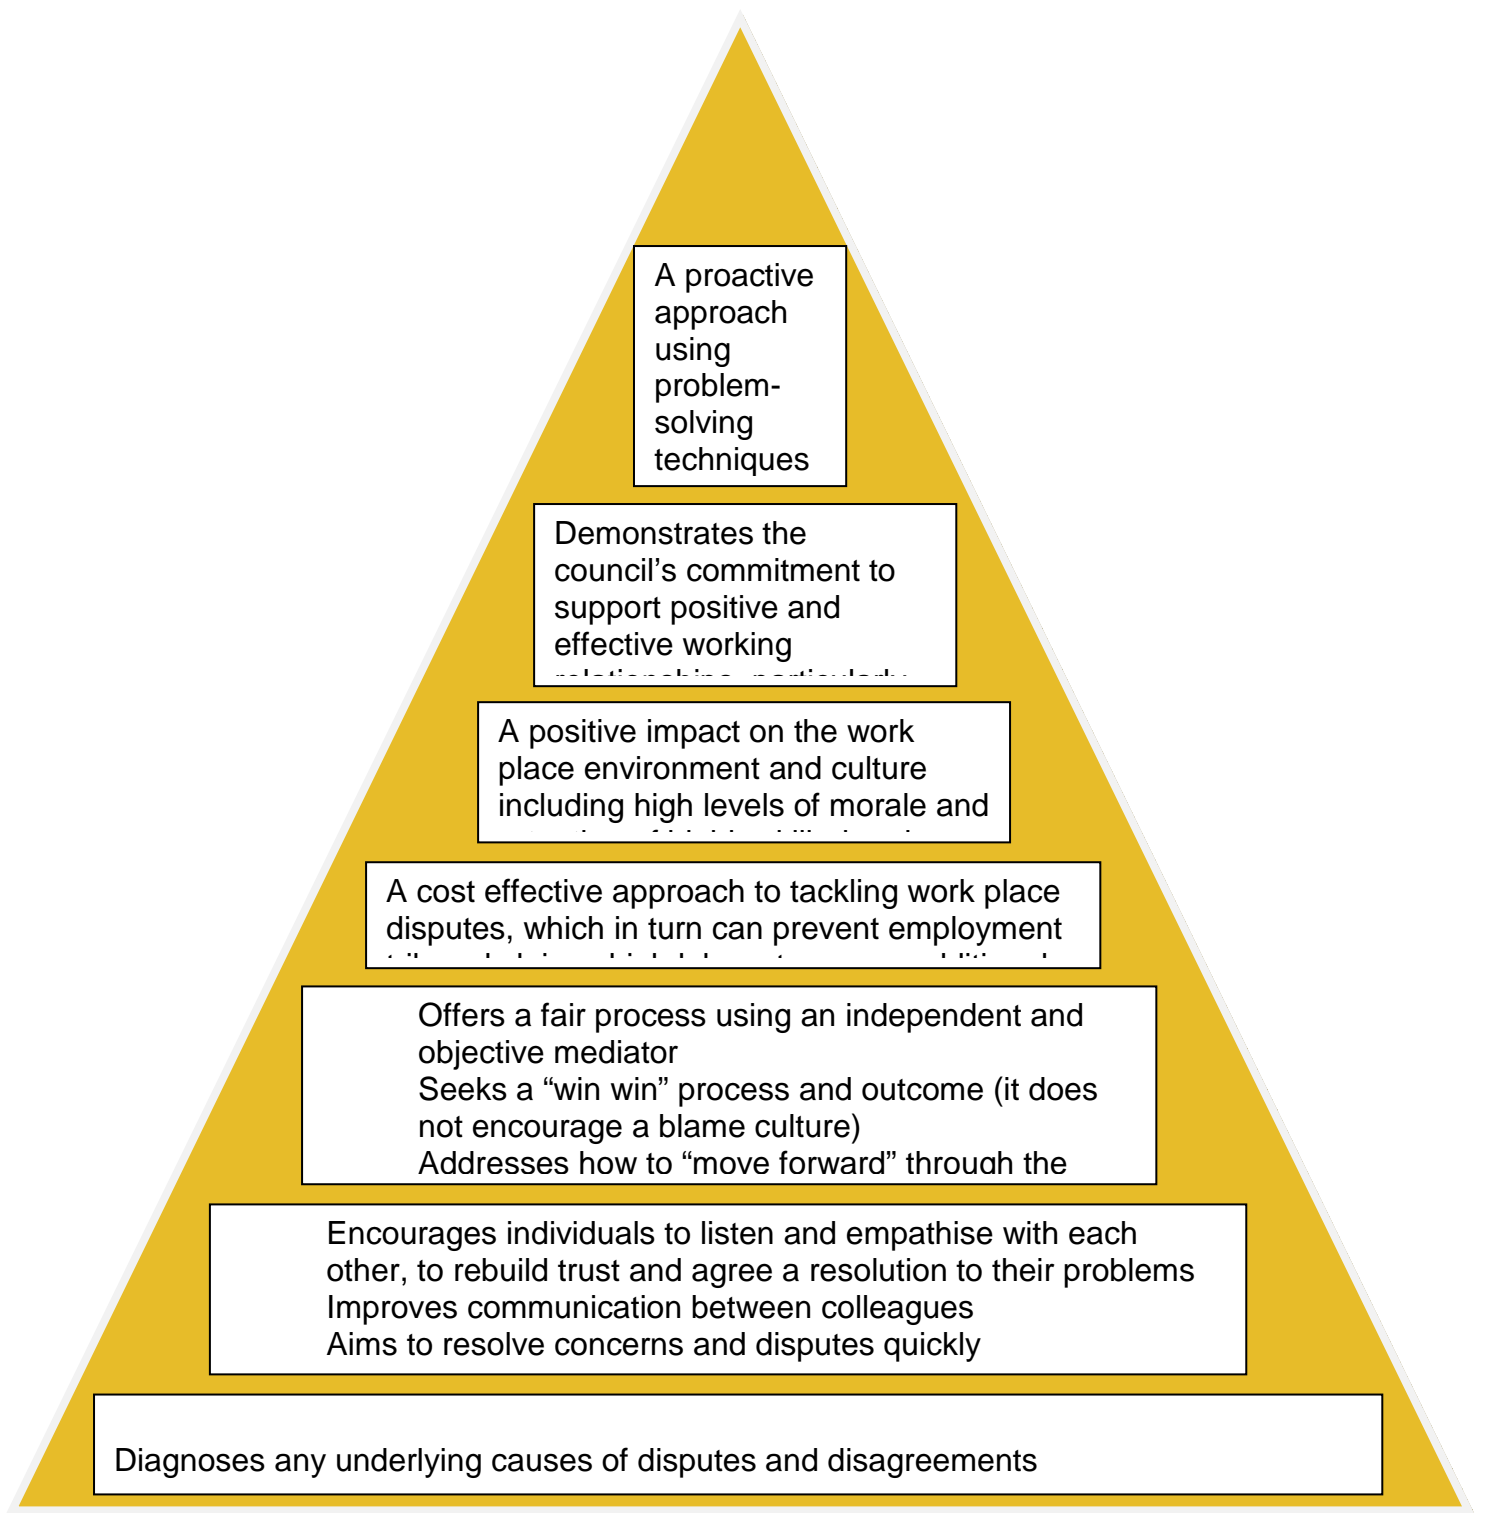 A proactive
approach
using
problem-
solving
techniques
Demonstrates the
council’s commitment to
support positive and
effective working
relationships, particularly
A positive impact on the work
place environment and culture
including high levels of morale and
A cost effective approach to tackling work place
disputes, which in turn can prevent employment
Offers a fair process using an independent and
objective mediator
Seeks a “win win” process and outcome (it does
not encourage a blame culture)
Addresses how to “move forward” through the
Encourages individuals to listen and empathise with each
other, to rebuild trust and agree a resolution to their problems
Improves communication between colleagues
Aims to resolve concerns and disputes quickly
Diagnoses any underlying causes of disputes and disagreements